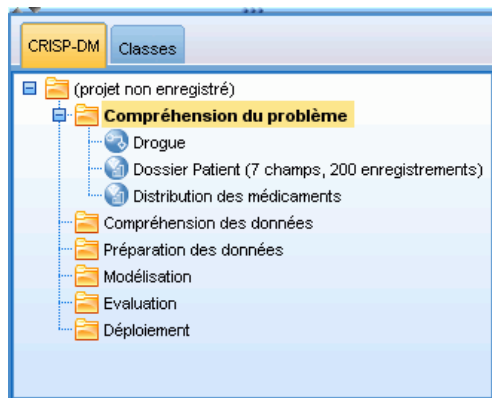 CRISP-DM Classes
(projet non enregistré)
Compréhension du problème
Drogue
Dossier Patient (7 champs, 200 enregistrements)
Distribution des médicaments
Compréhension des données
Préparation des données
Modélisation
Evaluation
Déploiement